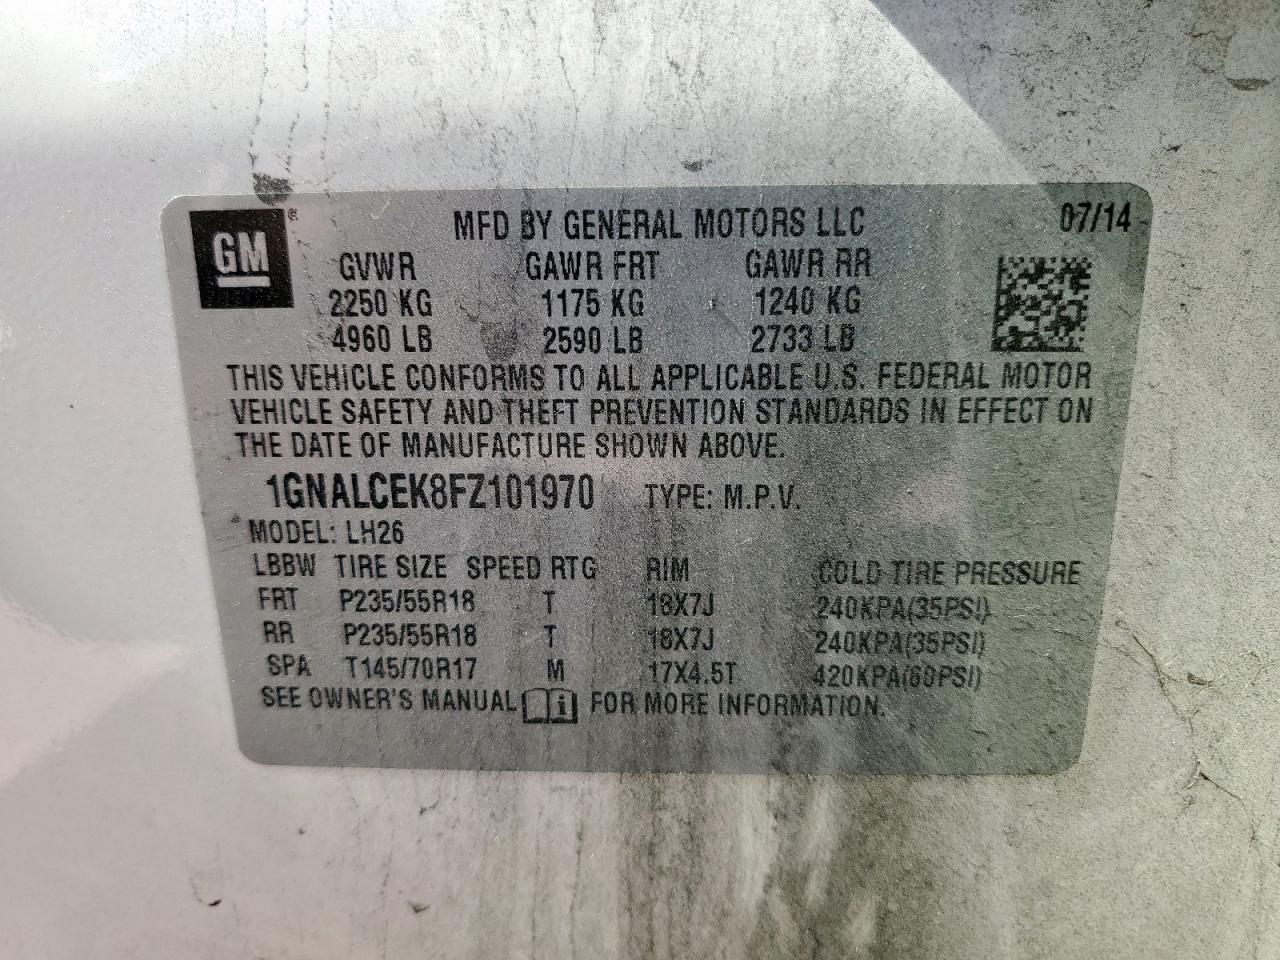 GM ® MFD BY GENERAL MOTORS LLC 07/14
GVWR GAWR FRT GAWR RR
2250 KG 1175 KG 1240 KG
4960 LB 2590 LB 2733 LB
THIS VEHICLE CONFORMS TO ALL APPLICABLE U.S. FEDERAL MOTOR
VEHICLE SAFETY AND THEFT PREVENTION STANDARDS IN EFFECT ON
THE DATE OF MANUFACTURE SHOWN ABOVE.
1GNALCEK8FZ101970 TYPE: M.P.V.
MODEL: LH26
LBBW TIRE SIZE SPEED RTG RIM COLD TIRE PRESSURE
FRT P235/55R18 T 18X7J 240KPA(35PSI)
RR P235/55R18 T 18X7J 240KPA(35PSI)
SPA T145/70R17 M 17X4.5T 420KPA(60PSI)
SEE OWNER'S MANUAL i FOR MORE INFORMATION.